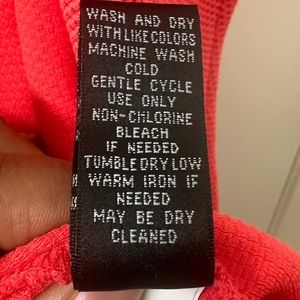 WASH AND DRY
WITH LIKE COLORS
MACHINE WASH
COLD
GENTLE CYCLE
USE ONLY
NON-CHLORINE
BLEACH
IF NEEDED
TUMBLE DRY LOW
WARM IRON IF
NEEDED
MAY BE DRY
CLEANED